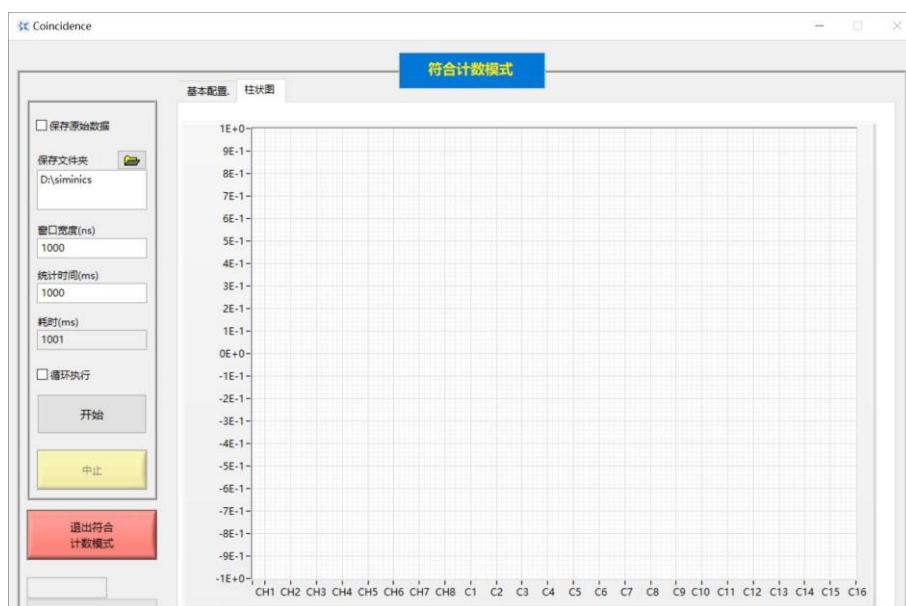 Coincidence
符合计数模式
基本配置. 柱状图
保存原始数据
保存文件夹
D:\siminics
窗口宽度(ns)
1000
统计时间(ms)
1000
耗时(ms)
1001
循环执行
开始
中止
退出符合
计数模式
1E+0
9E-1
8E-1
7E-1
6E-1
5E-1
4E-1
3E-1
2E-1
1E-1
0E+0
-1E-1
-2E-1
-3E-1
-4E-1
-5E-1
-6E-1
-7E-1
-8E-1
-9E-1
-1E+0
CH1 CH2 CH3 CH4 CH5 CH6 CH7 CH8 C1 C2 C3 C4 C5 C6 C7 C8 C9 C10 C11 C12 C13 C14 C15 C16